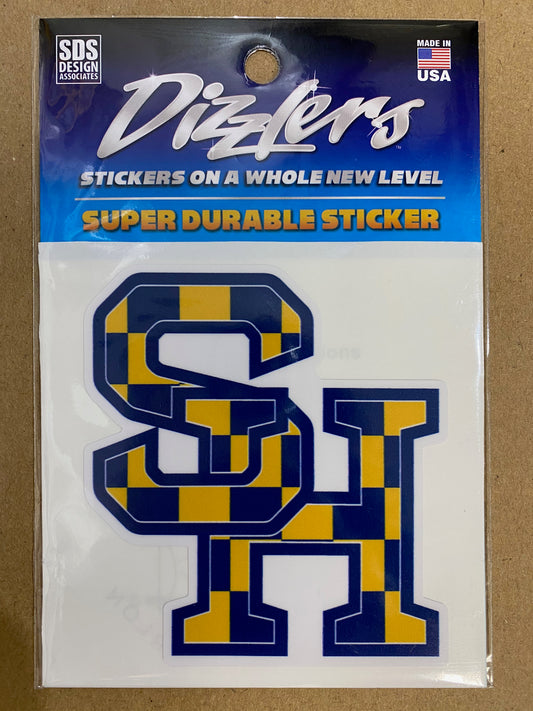 SDS
DESIGN
ASSOCIATES
MADE IN
USA
Dizzlers
STICKERS ON A WHOLE NEW LEVEL
SUPER DURABLE STICKER
SH